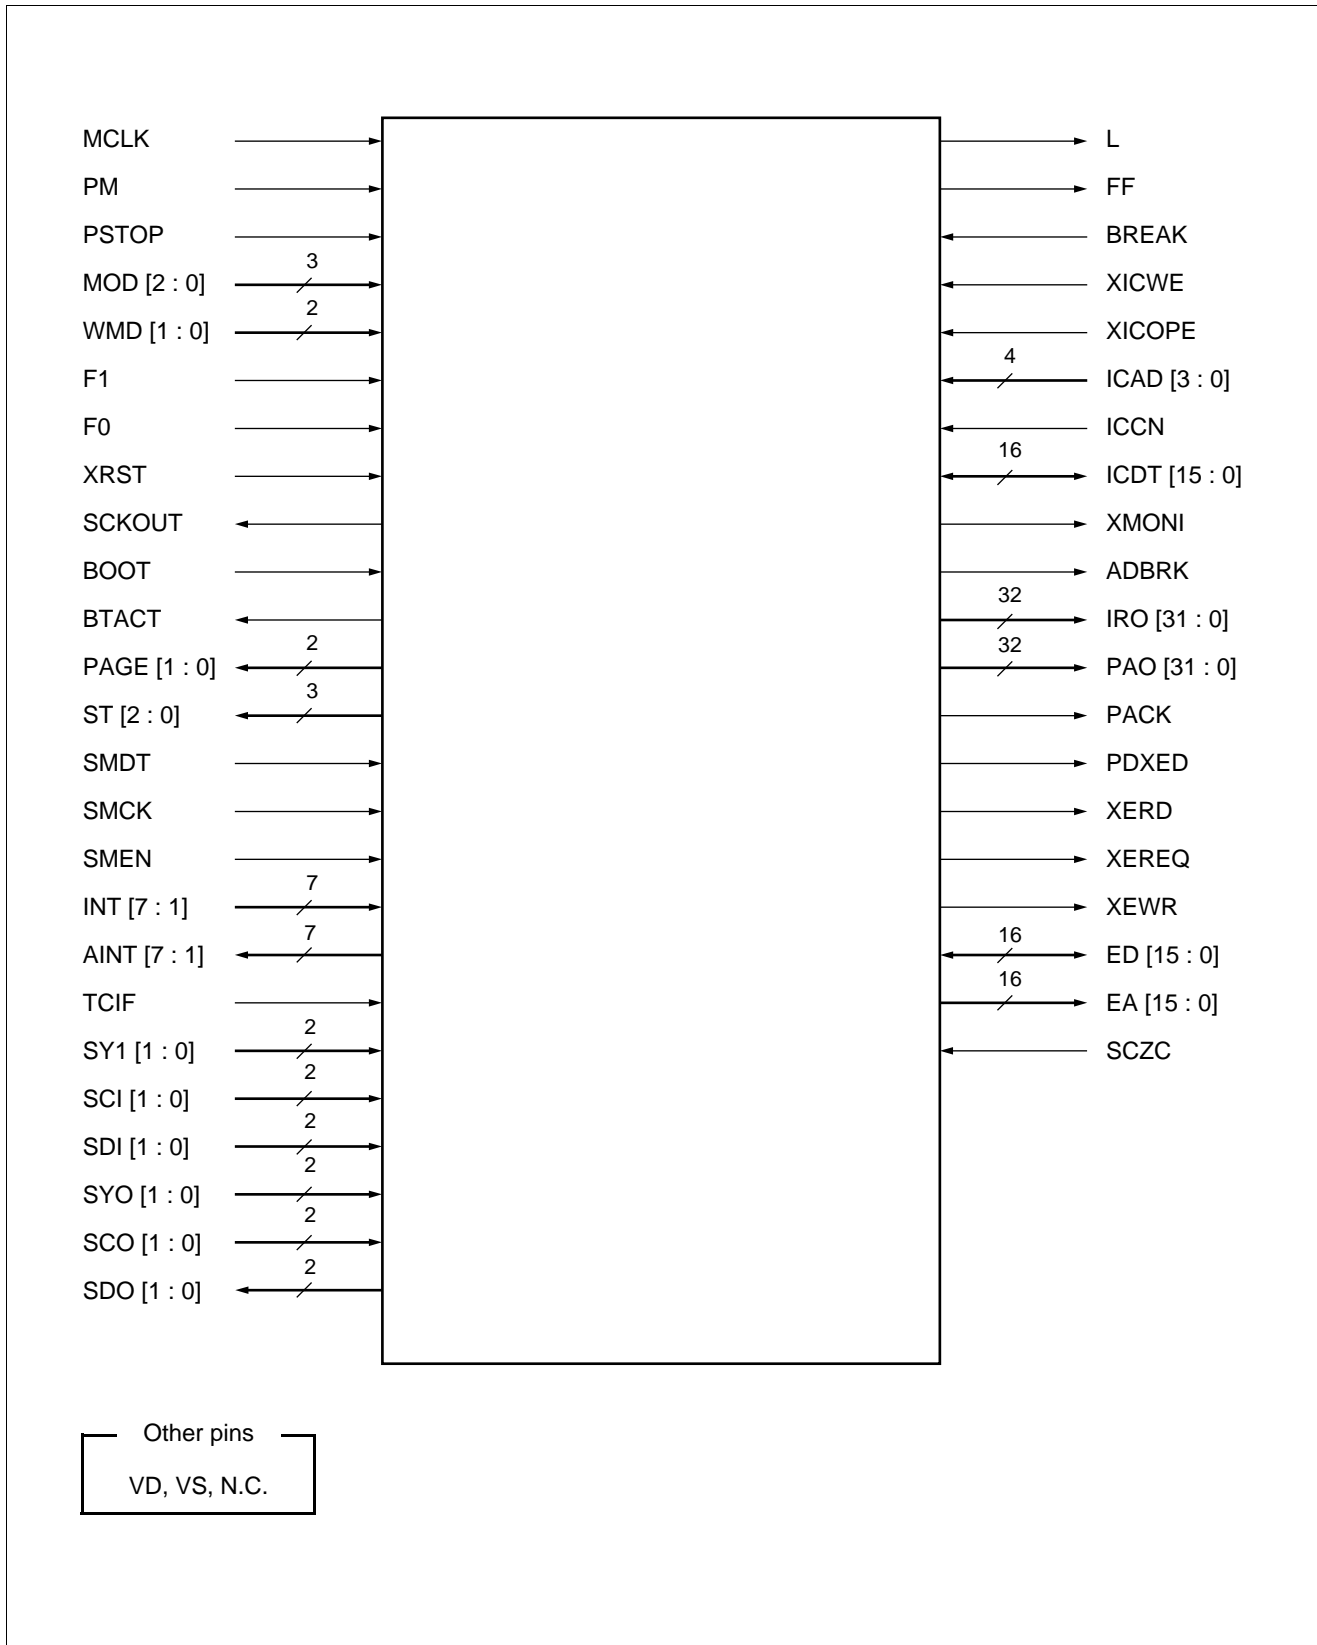 MCLK L
PM FF
PSTOP BREAK
MOD [2 : 0] 3 XICWE
WMD [1 : 0] 2 XICOPE
F1 4 ICAD [3 : 0]
F0 ICCN
XRST 16 ICDT [15 : 0]
SCKOUT XMONI
BOOT ADBRK
BTACT 32 IRO [31 : 0]
PAGE [1 : 0] 2 32 PAO [31 : 0]
ST [2 : 0] 3 PACK
SMDT PDXED
SMCK XERD
SMEN XEREQ
INT [7 : 1] 7 XEWR
AINT [7 : 1] 7 16 ED [15 : 0]
TCIF 16 EA [15 : 0]
SY1 [1 : 0] 2 SCZC
SCI [1 : 0] 2
SDI [1 : 0] 2
SYO [1 : 0] 2
SCO [1 : 0] 2
SDO [1 : 0] 2
Other pins
VD, VS, N.C.